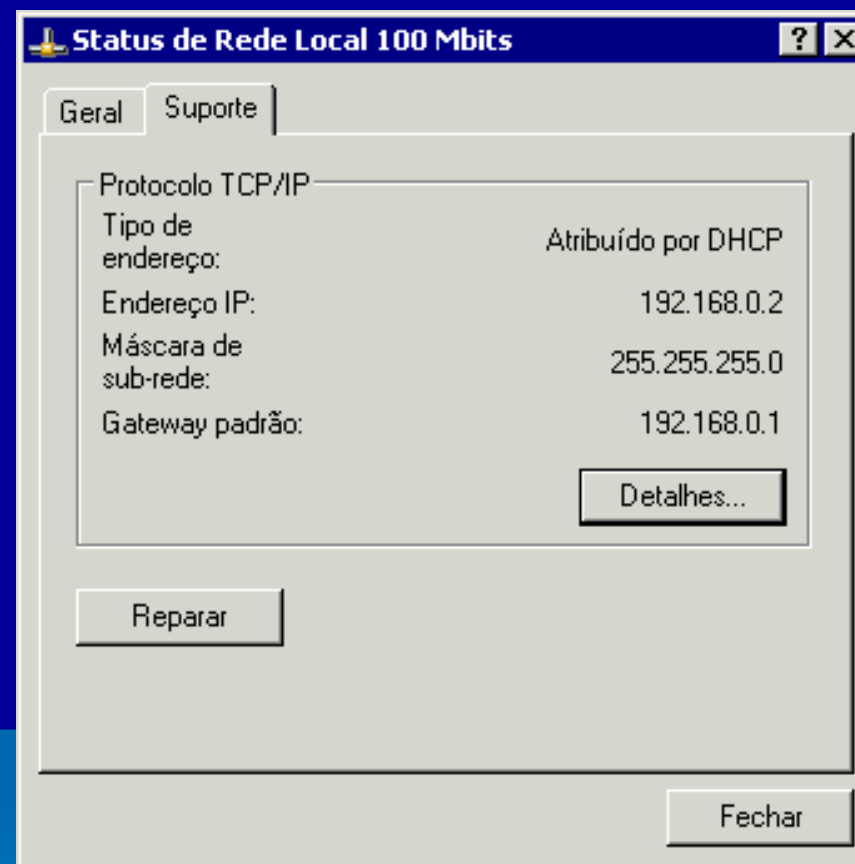 Status de Rede Local 100 Mbits
Geral Suporte
Protocolo TCP/IP
Tipo de
endereço: Atribuído por DHCP
Endereço IP: 192.168.0.2
Máscara de
sub-rede: 255.255.255.0
Gateway padrão: 192.168.0.1
Detalhes...
Reparar
Fechar